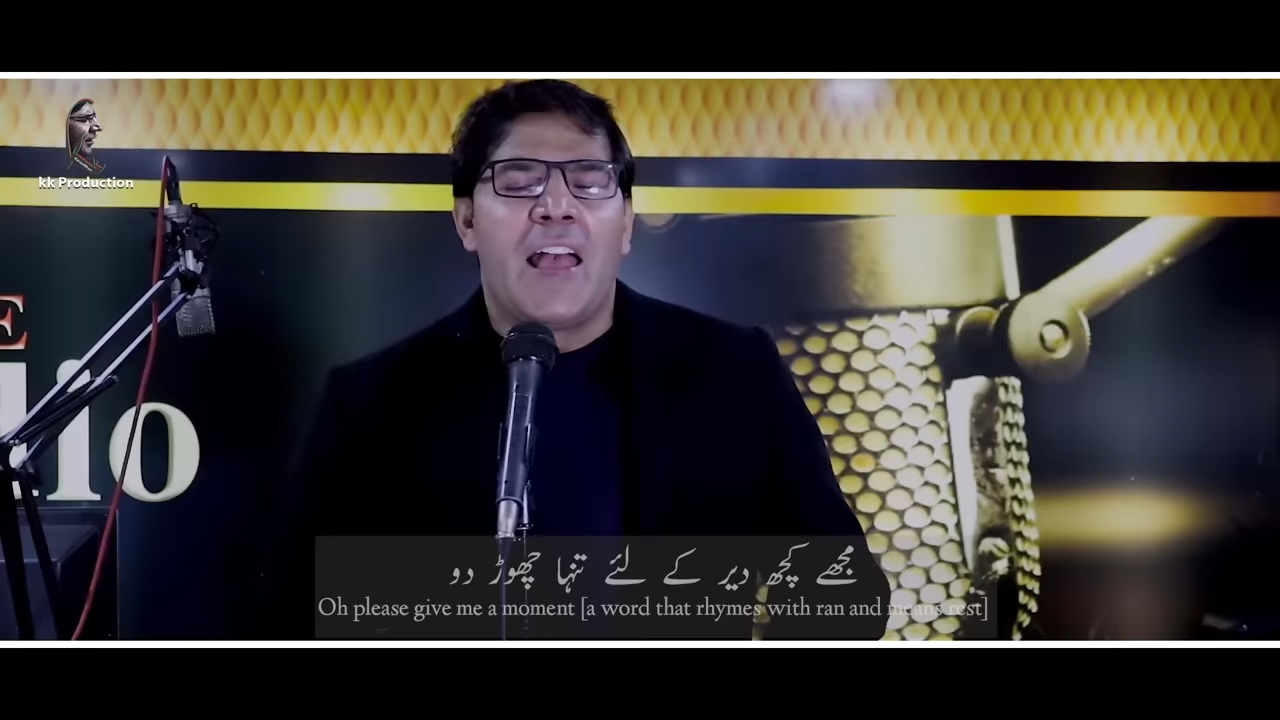 kk Production
E
dio
مجھے کچھ دیر کے لئے تنہا چھوڑ دو
Oh please give me a moment [a word that rhymes with ran and means rest]